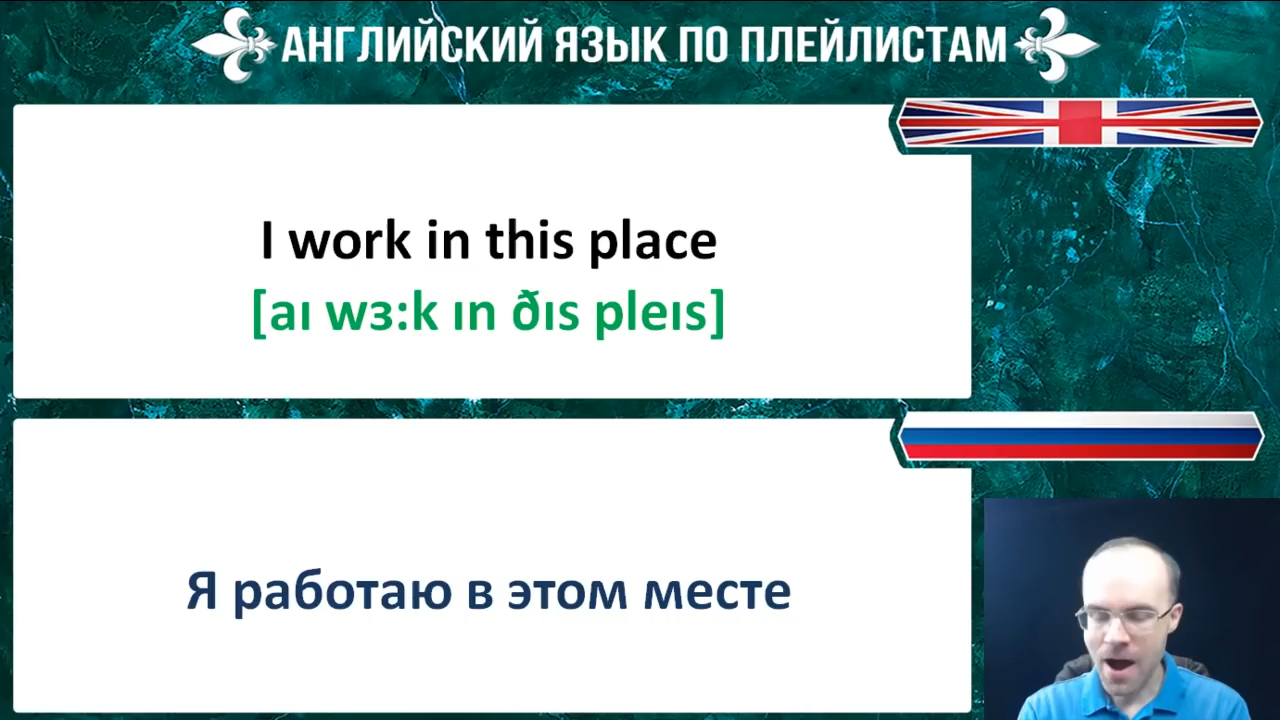 АНГЛИЙСКИЙ ЯЗЫК ПО ПЛЕЙЛИСТАМ
I work in this place
[aɪ wɜ:k ɪn ðɪs pleɪs]
Я работаю в этом месте